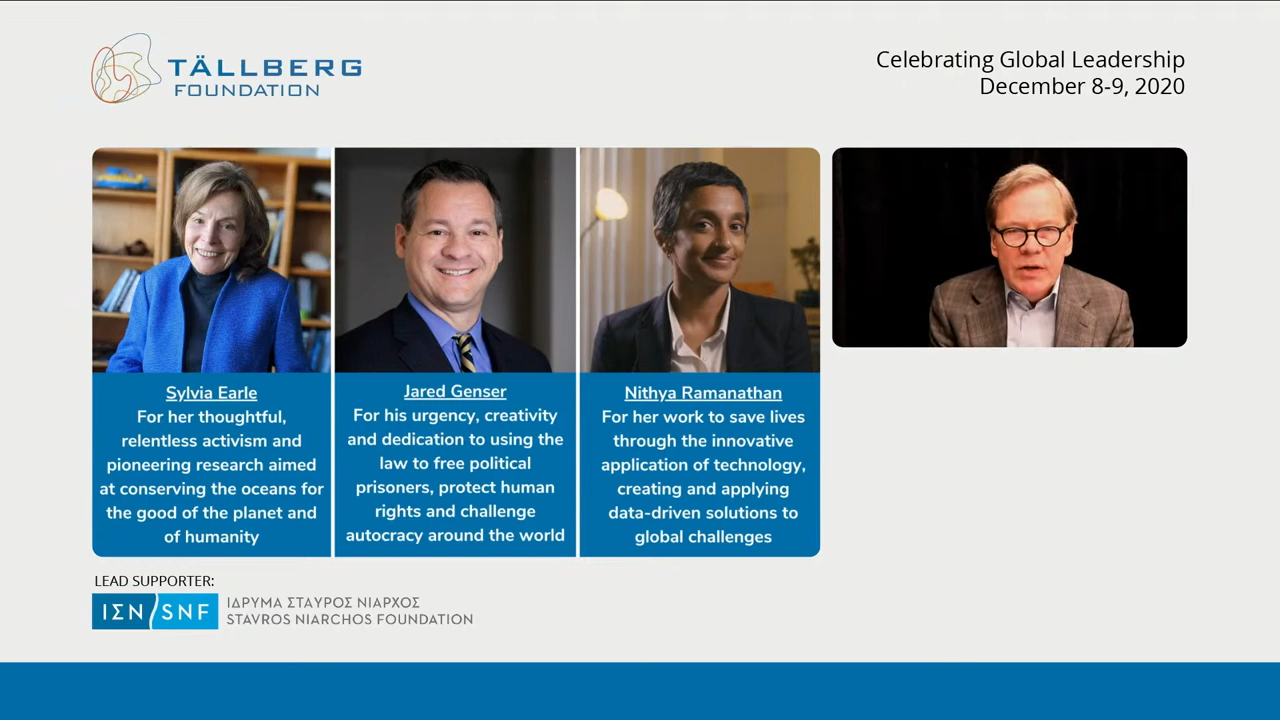 TÄLLBERG
FOUNDATION
Celebrating Global Leadership
December 8-9, 2020
Sylvia Earle
For her thoughtful,
relentless activism and
pioneering research aimed
at conserving the oceans for
the good of the planet and
of humanity
Jared Genser
For his urgency, creativity
and dedication to using the
law to free political
prisoners, protect human
rights and challenge
autocracy around the world
Nithya Ramanathan
For her work to save lives
through the innovative
application of technology,
creating and applying
data-driven solutions to
global challenges
LEAD SUPPORTER:
ΙΣΝ/SNF
ΙΔΡΥΜΑ ΣΤΑΥΡΟΣ ΝΙΑΡΧΟΣ
STAVROS NIARCHOS FOUNDATION